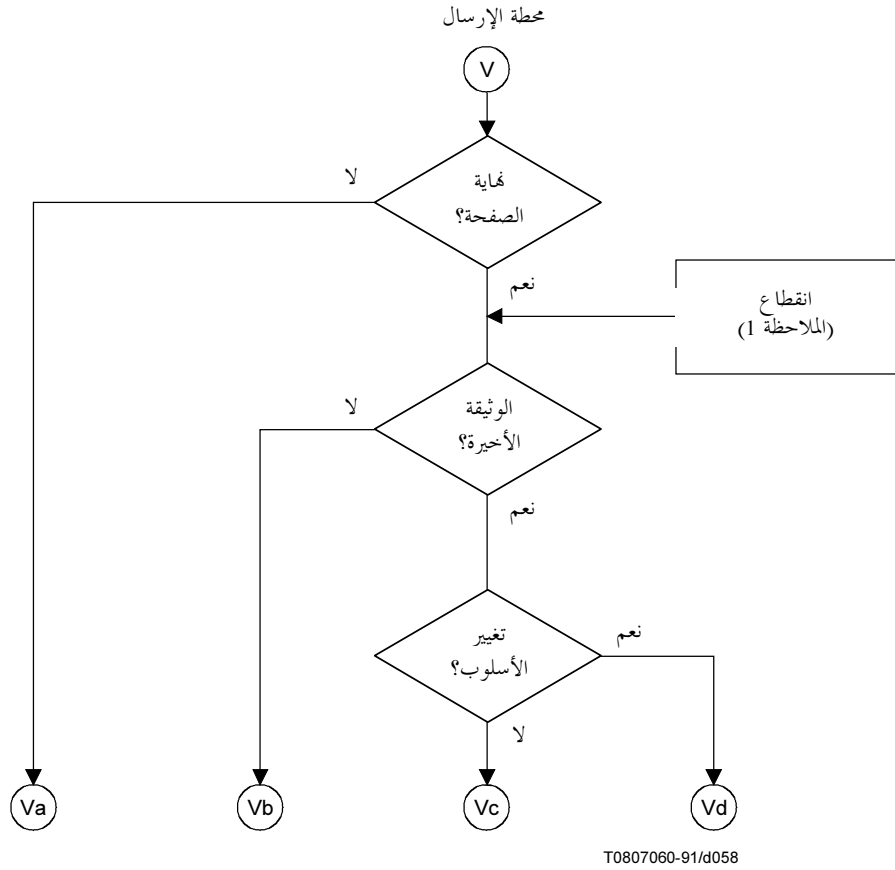 محطة الإرسال
V
نهاية
الصفحة؟
لا
نعم
انقطاع
(الملاحظة 1)
الوثيقة
الأخيرة؟
لا
نعم
تغيير
الأسلوب؟
نعم
لا
Va
Vb
Vc
Vd
T0807060-91/d058